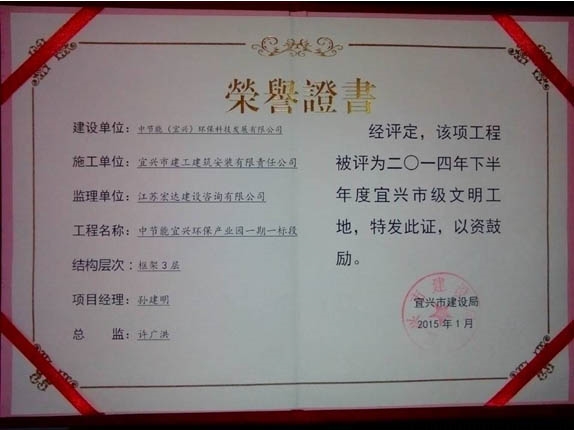 榮譽證書
建设单位：中节能（宜兴）环保科技发展有限公司
施工单位：宜兴市建工建筑安装有限责任公司
监理单位：江苏宏达建设咨询有限公司
工程名称：中节能宜兴环保产业园一期一标段
结构层次：框架3层
项目经理：孙建明
总 监：许广洪
经评定，该项工程
被评为二〇一四年下半
年度宜兴市级文明工
地，特发此证，以资鼓
励。
宜兴市建设局
2015年1月